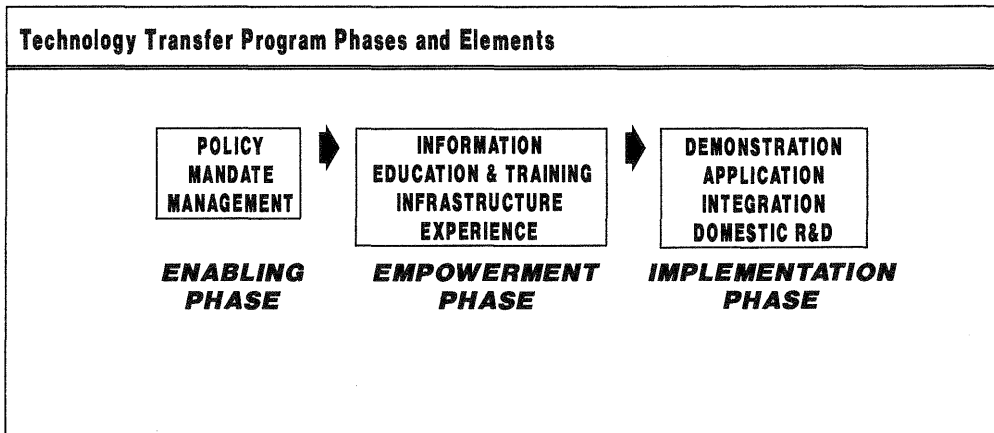 Technology Transfer Program Phases and Elements
POLICY
MANDATE
MANAGEMENT
INFORMATION
EDUCATION & TRAINING
INFRASTRUCTURE
EXPERIENCE
DEMONSTRATION
APPLICATION
INTEGRATION
DOMESTIC R&D
ENABLING
PHASE
EMPOWERMENT
PHASE
IMPLEMENTATION
PHASE